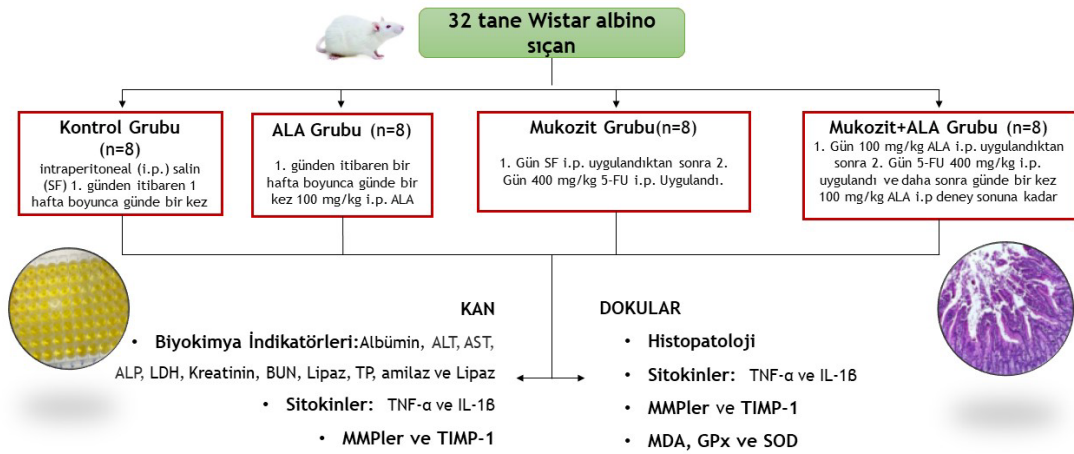 32 tane Wistar albino
sıçan
Kontrol Grubu
(n=8)
intraperitoneal (i.p.) salin
(SF) 1. günden itibaren 1
hafta boyunca günde bir kez
ALA Grubu (n=8)
1. günden itibaren bir
hafta boyunca günde bir
kez 100 mg/kg i.p. ALA
Mukozit Grubu(n=8)
1. Gün SF i.p. uygulandıktan sonra 2.
Gün 400 mg/kg 5-FU i.p. Uygulandı.
Mukozit+ALA Grubu (n=8)
1. Gün 100 mg/kg ALA i.p. uygulandıktan
sonra 2. Gün 5-FU 400 mg/kg i.p.
uygulandı ve daha sonra günde bir kez
100 mg/kg ALA i.p deney sonuna kadar
KAN
• Biyokimya İndikatörleri:Albümin, ALT, AST,
ALP, LDH, Kreatinin, BUN, Lipaz, TP, amilaz ve Lipaz
• Sitokinler: TNF-α ve IL-1ß
• MMPler ve TIMP-1
DOKULAR
• Histopatoloji
• Sitokinler: TNF-α ve IL-1ß
• MMPler ve TIMP-1
• MDA, GPx ve SOD